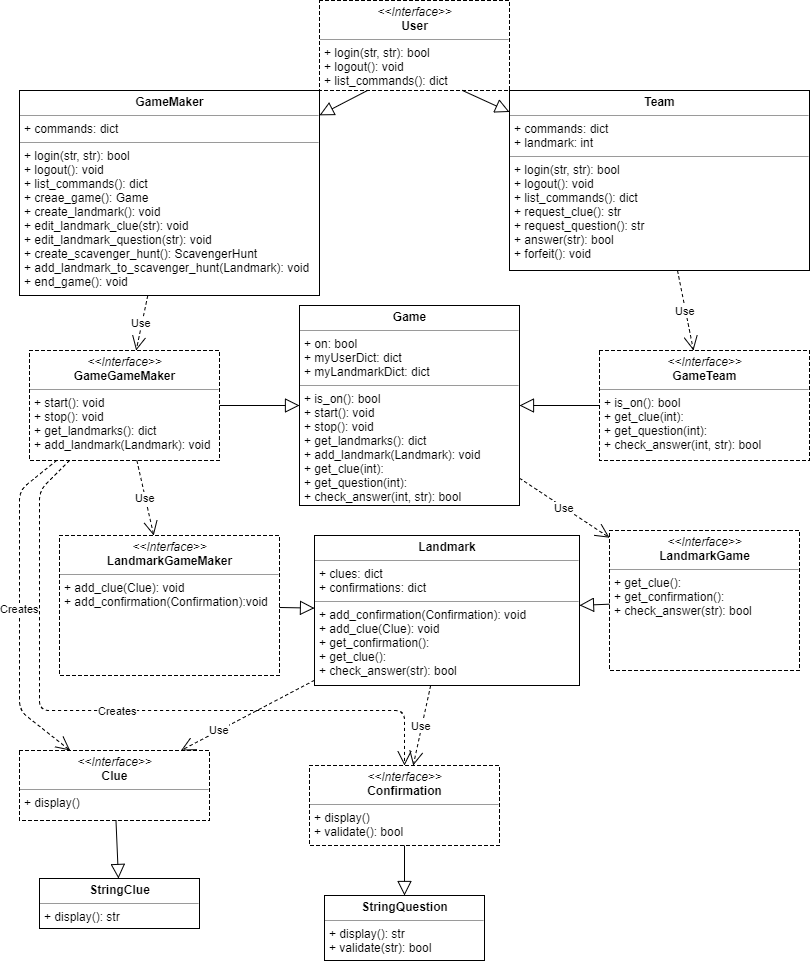 <<Interface>>
User
+ login(str, str): bool
+ logout(): void
+ list_commands(): dict
GameMaker
+ commands: dict
+ login(str, str): bool
+ logout(): void
+ list_commands(): dict
+ creae_game(): Game
+ create_landmark(): void
+ edit_landmark_clue(str): void
+ edit_landmark_question(str): void
+ create_scavenger_hunt(): ScavengerHunt
+ add_landmark_to_scavenger_hunt(Landmark): void
+ end_game(): void
Team
+ commands: dict
+ landmark: int
+ login(str, str): bool
+ logout(): void
+ list_commands(): dict
+ request_clue(): str
+ request_question(): str
+ answer(str): bool
+ forfeit(): void
Use
Use
<<Interface>>
GameGameMaker
+ start(): void
+ stop(): void
+ get_landmarks(): dict
+ add_landmark(Landmark): void
Game
+ on: bool
+ myUserDict: dict
+ myLandmarkDict: dict
+ is_on(): bool
+ start(): void
+ stop(): void
+ get_landmarks(): dict
+ add_landmark(Landmark): void
+ get_clue(int):
+ get_question(int):
+ check_answer(int, str): bool
<<Interface>>
GameTeam
+ is_on(): bool
+ get_clue(int):
+ get_question(int):
+ check_answer(int, str): bool
Use
Use
<<Interface>>
LandmarkGameMaker
+ add_clue(Clue): void
+ add_confirmation(Confirmation):void
Landmark
+ clues: dict
+ confirmations: dict
+ add_confirmation(Confirmation): void
+ add_clue(Clue): void
+ get_confirmation():
+ get_clue():
+ check_answer(str): bool
<<Interface>>
LandmarkGame
+ get_clue():
+ get_confirmation():
+ check_answer(str): bool
Creates
Creates
Use
Use
<<Interface>>
Clue
+ display()
<<Interface>>
Confirmation
+ display()
+ validate(): bool
StringClue
+ display(): str
StringQuestion
+ display(): str
+ validate(str): bool